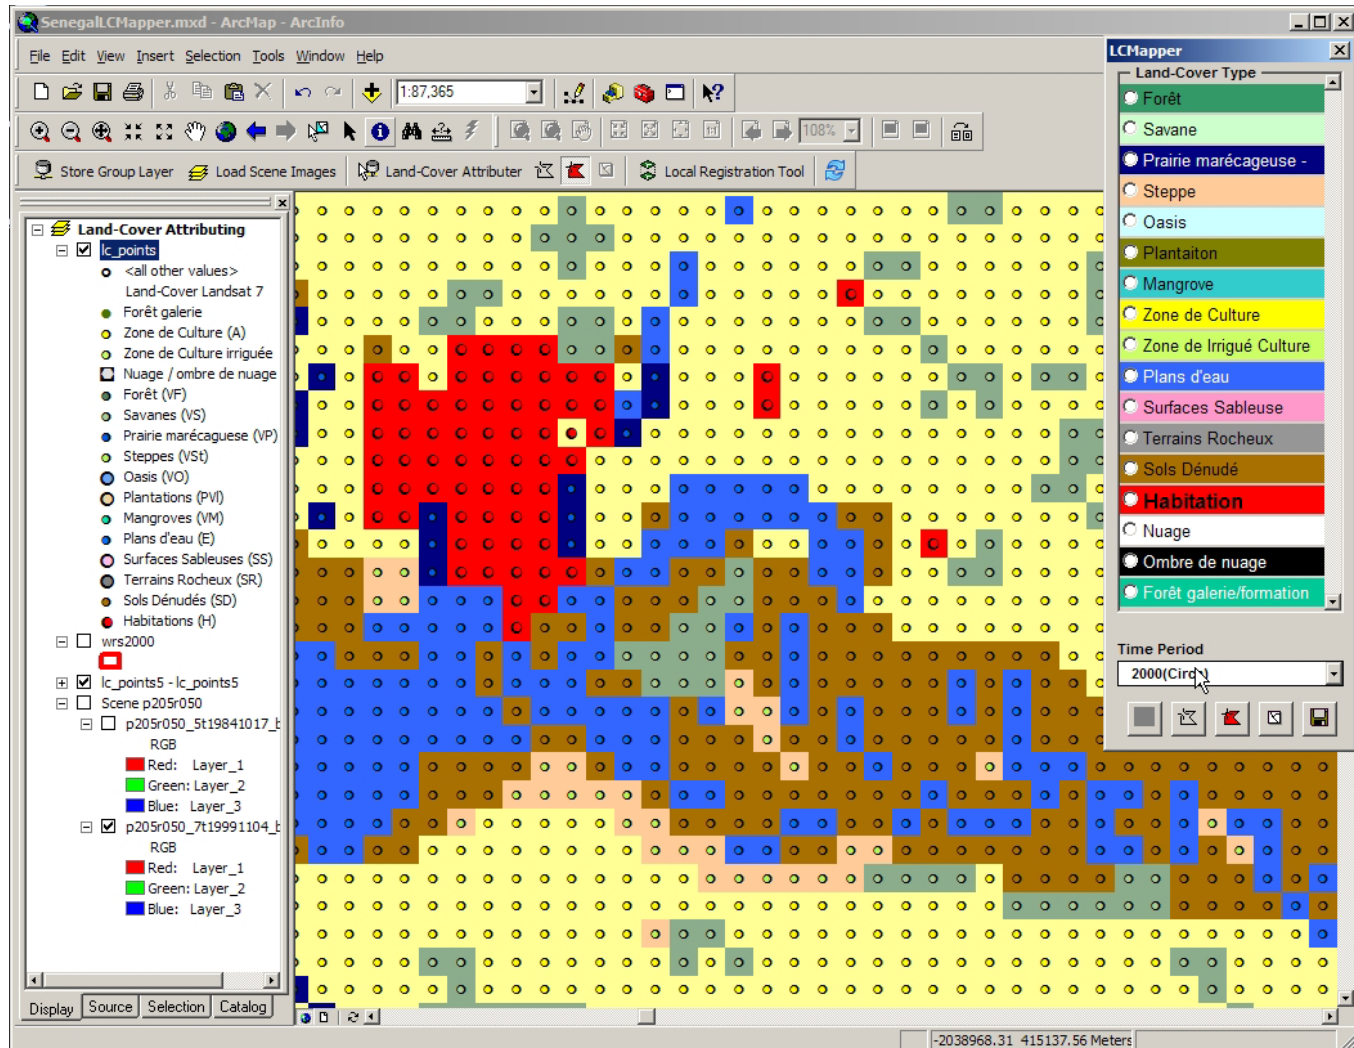 SenegalLCMapper.mxd - ArcMap - ArcInfo
File Edit View Insert Selection Tools Window Help
1:87,365
108%
1:1
Store Group Layer Load Scene Images Land-Cover Attributer Local Registration Tool
Land-Cover Attributing
lc_points
<all other values>
Land-Cover Landsat 7
Forêt galerie
Zone de Culture (A)
Zone de Culture irriguée
Nuage / ombre de nuage
Forêt (VF)
Savanes (VS)
Prairie marécaguese (VP)
Steppes (VSt)
Oasis (VO)
Plantations (PVI)
Mangroves (VM)
Plans d'eau (E)
Surfaces Sableuses (SS)
Terrains Rocheux (SR)
Sols Dénudés (SD)
Habitations (H)
wrs2000
lc_points5 - lc_points5
Scene p205r050
p205r050_5t19841017_b
RGB
Red: Layer_1
Green: Layer_2
Blue: Layer_3
p205r050_7t19991104_b
RGB
Red: Layer_1
Green: Layer_2
Blue: Layer_3
Display Source Selection Catalog
-2038968.31 415137.56 Meters
LCMapper
Land-Cover Type
Forêt
Savane
Prairie marécageuse -
Steppe
Oasis
Plantaiton
Mangrove
Zone de Culture
Zone de Irrigué Culture
Plans d'eau
Surfaces Sableuse
Terrains Rocheux
Sols Dénudé
Habitation
Nuage
Ombre de nuage
Forêt galerie/formation
Time Period
2000(Circa)